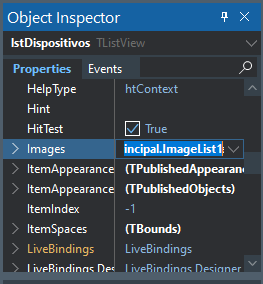 Object Inspector
lstDispositivos TListView
Properties Events
HelpType htContext
Hint
HitTest True
Images incipal.ImageList1
ItemAppearance (TPublishedAppearan
ItemAppearance (TPublishedObjects)
ItemIndex -1
ItemSpaces (TBounds)
LiveBindings LiveBindings
LiveBindings Des LiveBindings Designer